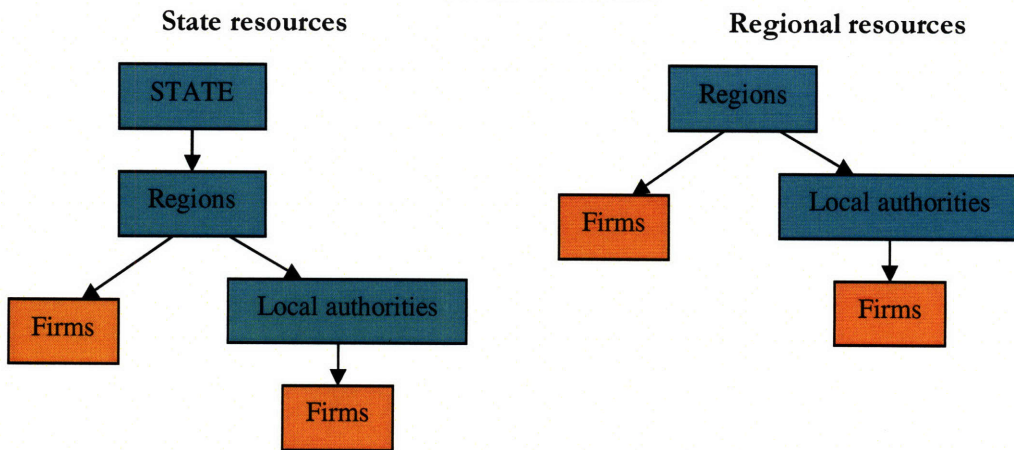 State resources
STATE
Regions
Firms
Local authorities
Firms
Regional resources
Regions
Firms
Local authorities
Firms